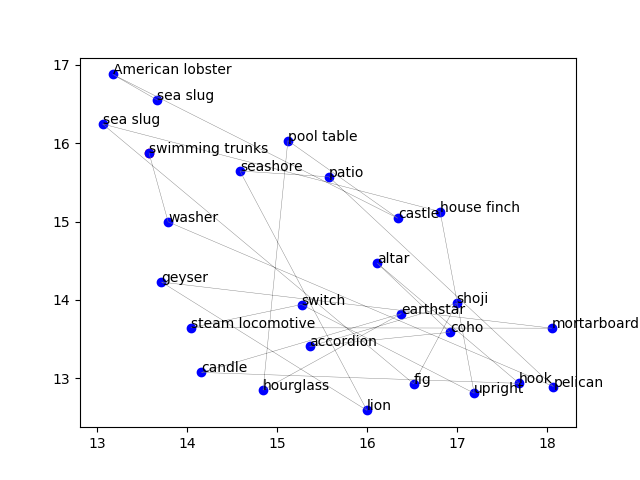 17
American lobster
sea slug
sea slug
16
pool table
swimming trunks
seashore
patio
castle
house finch
15
washer
altar
geyser
14
switch
shoji
earthstar
steam locomotive
coho
mortarboard
accordion
candle
13
hourglass
fig
upright
hook
pelican
lion
13 14 15 16 17 18